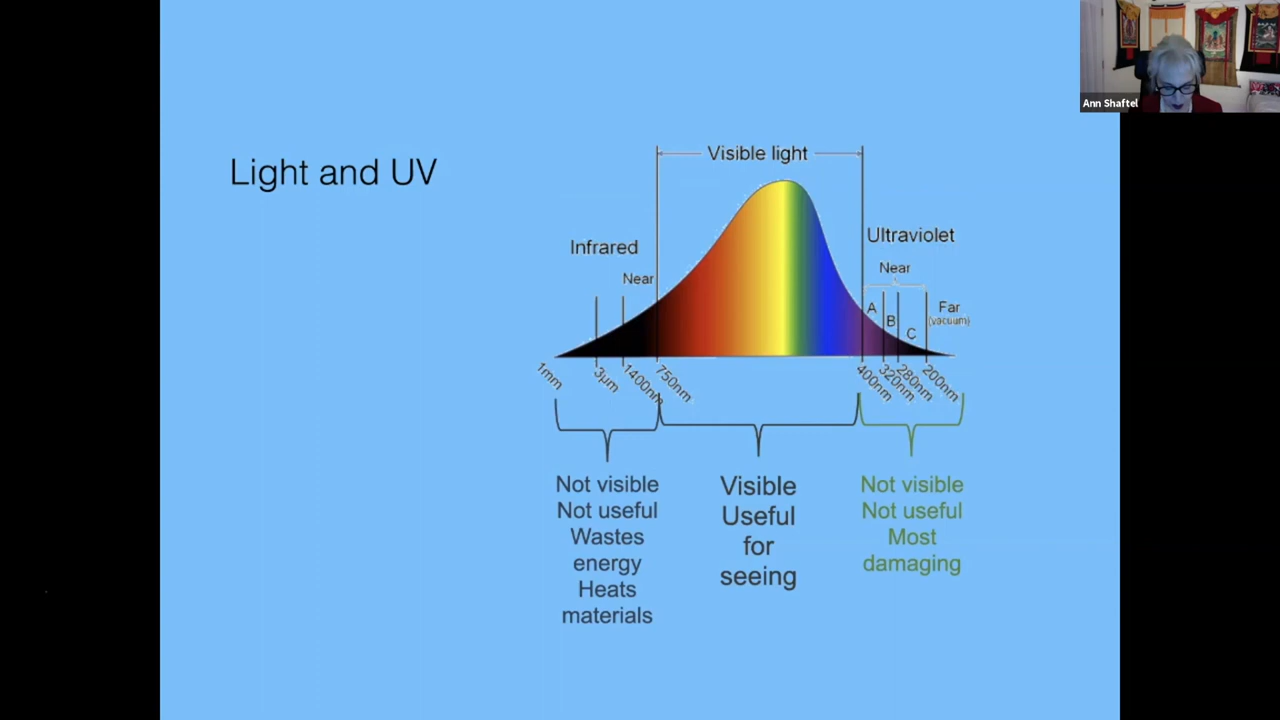 Ann Shaftel
Light and UV
Visible light
Infrared
Near
Ultraviolet
Near
A
B
C
Far
(vacuum)
1mm
3µm
1400nm
750nm
400nm
320nm
280nm
200nm
Not visible
Not useful
Wastes
energy
Heats
materials
Visible
Useful
for
seeing
Not visible
Not useful
Most
damaging